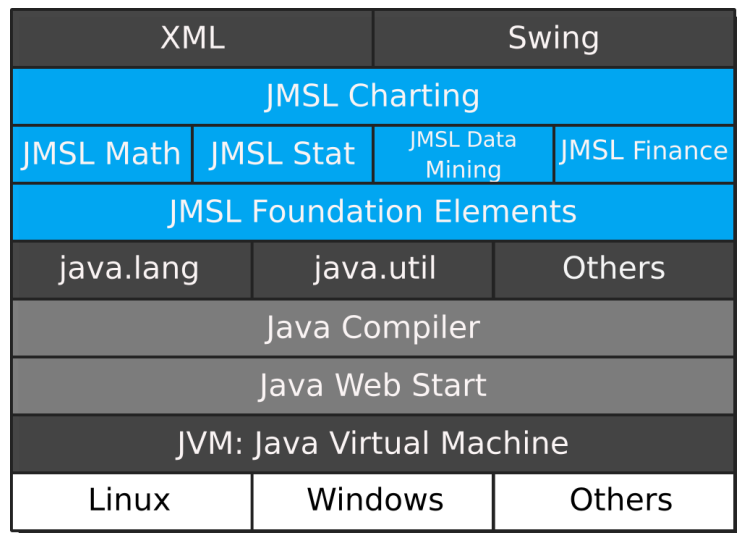 XML
Swing
JMSL Charting
JMSL Math
JMSL Stat
JMSL Data
Mining
JMSL Finance
JMSL Foundation Elements
java.lang
java.util
Others
Java Compiler
Java Web Start
JVM: Java Virtual Machine
Linux
Windows
Others